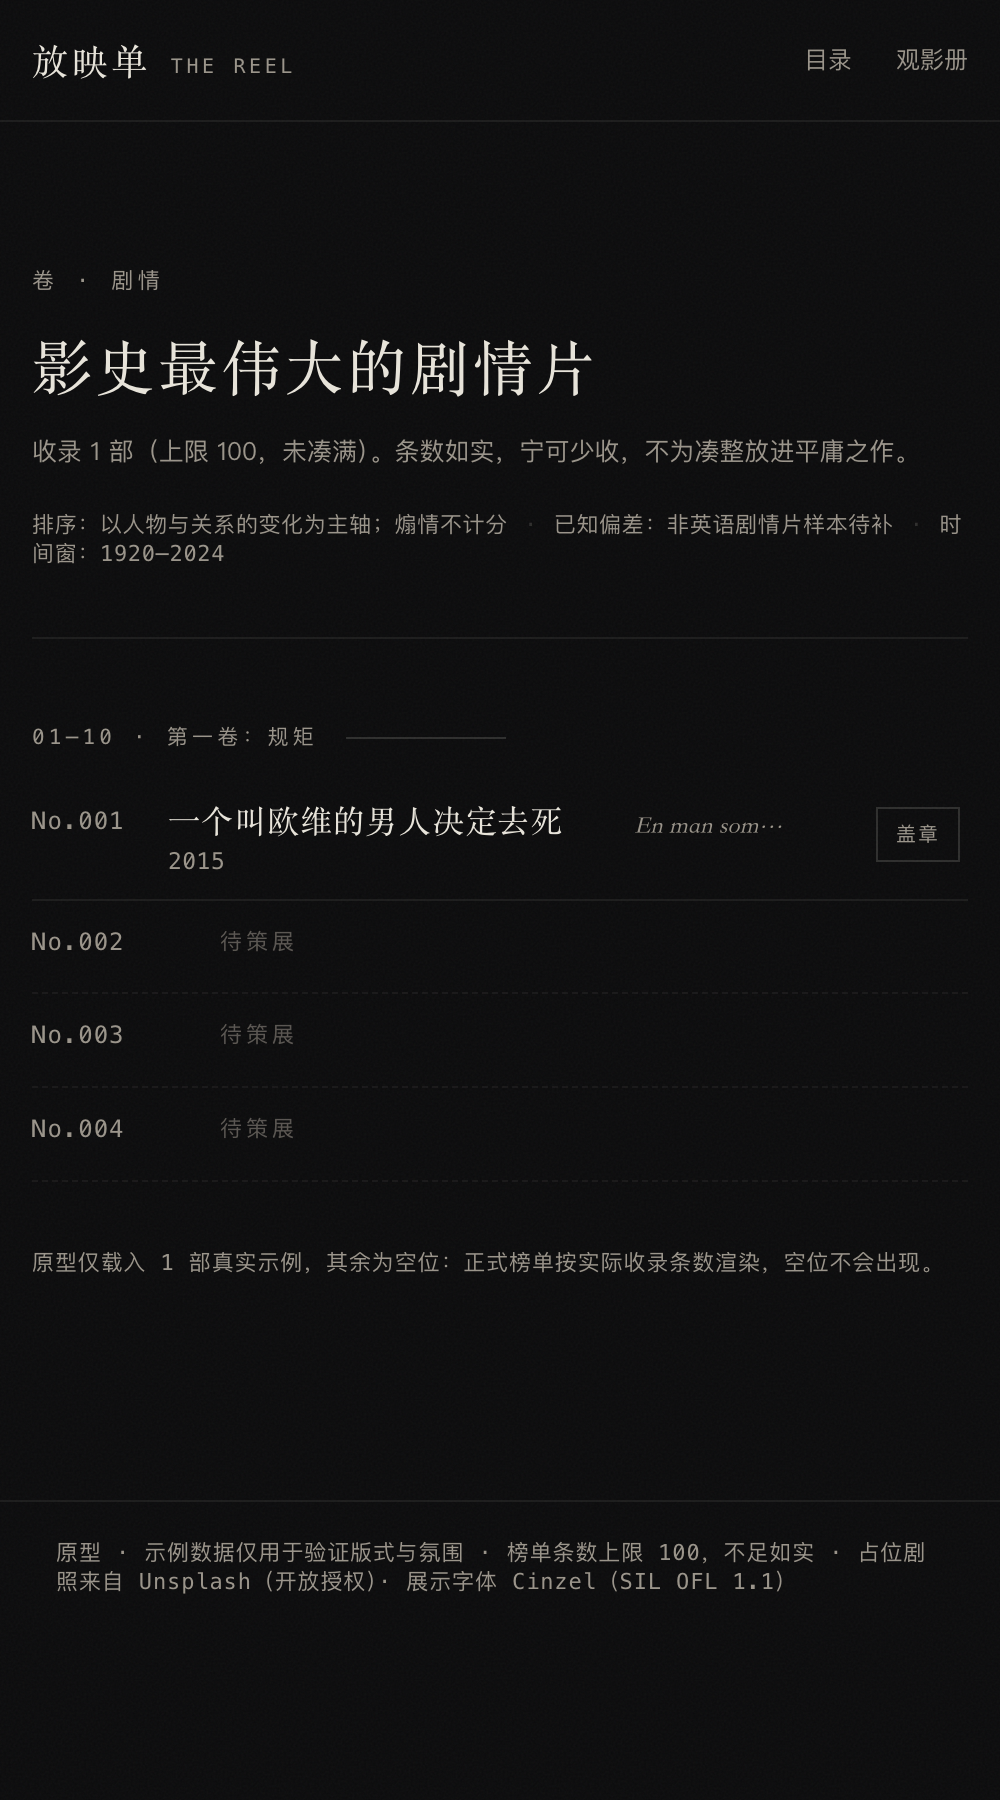 放映单 THE REEL
目录 观影册
卷 · 剧情
影史最伟大的剧情片
收录 1 部（上限 100，未凑满）。条数如实，宁可少收，不为凑整放进平庸之作。
排序：以人物与关系的变化为主轴；煽情不计分 · 已知偏差：非英语剧情片样本待补 · 时
间窗：1920—2024
01—10 · 第一卷：规矩
No.001 一个叫欧维的男人决定去死 En man som… 盖章
2015
No.002 待策展
No.003 待策展
No.004 待策展
原型仅载入 1 部真实示例，其余为空位：正式榜单按实际收录条数渲染，空位不会出现。
原型 · 示例数据仅用于验证版式与氛围 · 榜单条数上限 100，不足如实 · 占位剧
照来自 Unsplash（开放授权）· 展示字体 Cinzel（SIL OFL 1.1）